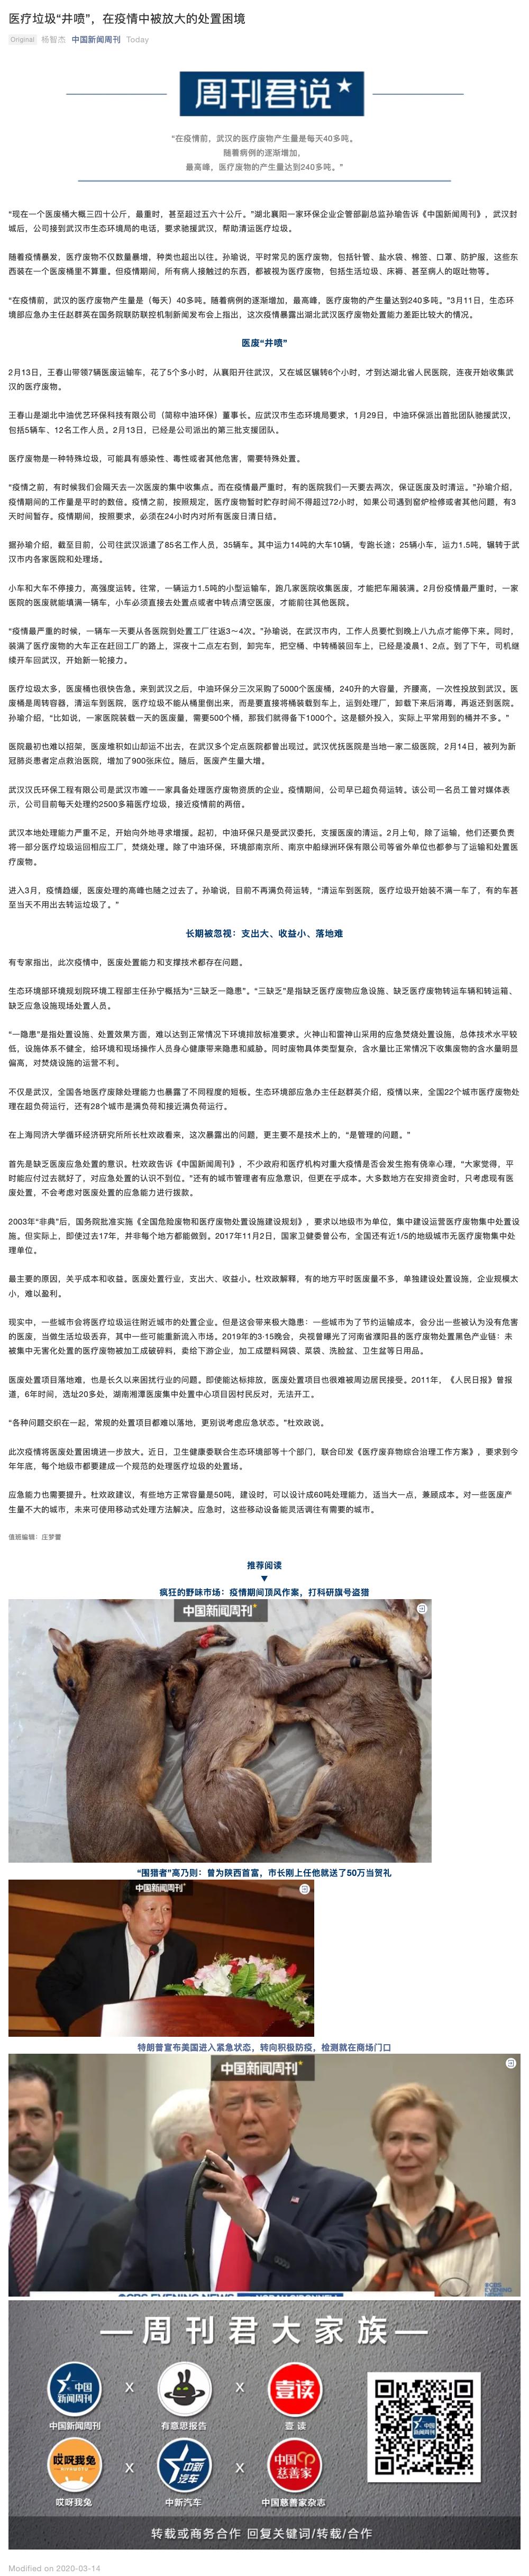 医疗垃圾“井喷”，在疫情中被放大的处置困境
Original 杨智杰 中国新闻周刊 Today
周刊君说
“在疫情前，武汉的医疗废物产生量是每天40多吨。
随着病例的逐渐增加，
最高峰，医疗废物的产生量达到240多吨。”
“现在一个医废桶大概三四十公斤，最重时，甚至超过五六十公斤。”湖北襄阳一家环保企业企管部副总监孙瑜告诉《中国新闻周刊》，武汉封
城后，公司接到武汉市生态环境局的电话，要求驰援武汉，帮助清运医疗垃圾。
随着疫情暴发，医疗废物不仅数量暴增，种类也超出以往。孙瑜说，平时常见的医疗废物，包括针管、盐水袋、棉签、口罩、防护服，这些东
西装在一个医废桶里不算重。但疫情期间，所有病人接触过的东西，都被视为医疗废物，包括生活垃圾、床褥、甚至病人的呕吐物等。
“在疫情前，武汉的医疗废物产生量是（每天）40多吨。随着病例的逐渐增加，最高峰，医疗废物的产生量达到240多吨。”3月11日，生态环
境部应急办主任赵群英在国务院联防联控机制新闻发布会上指出，这次疫情暴露出湖北武汉医疗废物处置能力差距比较大的情况。
医废“井喷”
2月13日，王春山带领7辆医废运输车，花了5个多小时，从襄阳开往武汉，又在城区辗转6个小时，才到达湖北省人民医院，连夜开始收集武
汉的医疗废物。
王春山是湖北中油优艺环保科技有限公司（简称中油环保）董事长。应武汉市生态环境局要求，1月29日，中油环保派出首批团队驰援武汉，
包括5辆车、12名工作人员。2月13日，已经是公司派出的第三批支援团队。
医疗废物是一种特殊垃圾，可能具有感染性、毒性或者其他危害，需要特殊处置。
“疫情之前，有时候我们会隔天去一次医废的集中收集点。而在疫情最严重时，有的医院我们一天要去两次，保证医废及时清运。”孙瑜介绍，
疫情期间的工作量是平时的数倍。疫情之前，按照规定，医疗废物暂时贮存时间不得超过72小时，如果公司遇到窑炉检修或者其他问题，有3
天时间暂存。疫情期间，按照要求，必须在24小时内对所有医废日清日结。
据孙瑜介绍，截至目前，公司往武汉派遣了85名工作人员，35辆车。其中运力14吨的大车10辆，专跑长途；25辆小车，运力1.5吨，辗转于武
汉市内各家医院和处理场。
小车和大车不停接力，高强度运转。往常，一辆运力1.5吨的小型运输车，跑几家医院收集医废，才能把车厢装满。2月份疫情最严重时，一家
医院的医废就能填满一辆车，小车必须直接去处置点或者中转点清空医废，才能前往其他医院。
“疫情最严重的时候，一辆车一天要从各医院到处置工厂往返3～4次。”孙瑜说，在武汉市内，工作人员要忙到晚上八九点才能停下来。同时，
装满了医疗废物的大车正在赶回工厂的路上，深夜十二点左右到，卸完车，把空桶、中转桶装回车上，已经是凌晨1、2点。到了下午，司机继
续开车回武汉，开始新一轮接力。
医疗垃圾太多，医废桶也很快告急。来到武汉之后，中油环保分三次采购了5000个医废桶，240升的大容量，齐腰高，一次性投放到武汉。医
废桶是周转容器，清运车到医院，医疗垃圾不能从桶里倒出来，而是要直接将桶装载到车上，运到处理厂，卸载下来后消毒、再返还到医院。
孙瑜介绍，“比如说，一家医院装载一天的医废量，需要500个桶，那我们就得备下1000个。这是额外投入，实际上平常用到的桶并不多。”
医院最初也难以招架，医废堆积如山却运不出去，在武汉多个定点医院都曾出现过。武汉优抚医院是当地一家二级医院，2月14日，被列为新
冠肺炎患者定点救治医院，增加了900张床位。随后，医废产生量大增。
武汉汉氏环保工程有限公司是武汉市唯一一家具备处理医疗废物资质的企业。疫情期间，公司早已超负荷运转。该公司一名员工曾对媒体表
示，公司目前每天处理约2500多箱医疗垃圾，接近疫情前的两倍。
武汉本地处理能力严重不足，开始向外地寻求增援。起初，中油环保只是受武汉委托，支援医废的清运。2月上旬，除了运输，他们还要负责
将一部分医疗垃圾运回相应工厂，焚烧处理。除了中油环保，环境部南京所、南京中船绿洲环保有限公司等省外单位也都参与了运输和处置医
疗废物。
进入3月，疫情趋缓，医废处理的高峰也随之过去了。孙瑜说，目前不再满负荷运转，“清运车到医院，医疗垃圾开始装不满一车了，有的车甚
至当天不用出去转运垃圾了。”
长期被忽视：支出大、收益小、落地难
有专家指出，此次疫情中，医废处置能力和支撑技术都存在问题。
生态环境部环境规划院环境工程部主任孙宁概括为“三缺乏一隐患”。“三缺乏”是指缺乏医疗废物应急设施、缺乏医疗废物转运车辆和转运箱、
缺乏应急设施现场处置人员。
“一隐患”是指处置设施、处置效果方面，难以达到正常情况下环境排放标准要求。火神山和雷神山采用的应急焚烧处置设施，总体技术水平较
低，设施体系不健全，给环境和现场操作人员身心健康带来隐患和威胁。同时废物具体类型复杂，含水量比正常情况下收集废物的含水量明显
偏高，对焚烧设施的运营不利。
不仅是武汉，全国各地医疗废除处理能力也暴露了不同程度的短板。生态环境部应急办主任赵群英介绍，疫情以来，全国22个城市医疗废物处
理在超负荷运行，还有28个城市是满负荷和接近满负荷运行。
在上海同济大学循环经济研究所所长杜欢政看来，这次暴露出的问题，更主要不是技术上的，“是管理的问题。”
首先是缺乏医废应急处置的意识。杜欢政告诉《中国新闻周刊》，不少政府和医疗机构对重大疫情是否会发生抱有侥幸心理，“大家觉得，平
时能应付过去就好了，对应急处置的认识不到位。”还有的城市管理者有应急意识，但更在乎成本。大多数地方在安排资金时，只考虑现有医
废处置，不会考虑对医废处置的应急能力进行拨款。
2003年“非典”后，国务院批准实施《全国危险废物和医疗废物处置设施建设规划》，要求以地级市为单位，集中建设运营医疗废物集中处置设
施。但实际上，即使过去17年，并非每个地方都能做到。2017年11月2日，国家卫健委曾公布，全国还有近1/5的地级城市无医疗废物集中处
理单位。
最主要的原因，关乎成本和收益。医废处置行业，支出大、收益小。杜欢政解释，有的地方平时医废量不多，单独建设处置设施，企业规模太
小，难以盈利。
现实中，一些城市会将医疗垃圾运往附近城市的处置企业。但是这会带来极大隐患：一些城市为了节约运输成本，会分出一些被认为没有危害
的医废，当做生活垃圾丢弃，其中一些可能重新流入市场。2019年的3·15晚会，央视曾曝光了河南省濮阳县的医疗废物处置黑色产业链：未
被集中无害化处置的医疗废物被加工成破碎料，卖给下游企业，加工成塑料网袋、菜袋、洗脸盆、卫生盆等日用品。
医废处置项目落地难，也是长久以来困扰行业的问题。即使能达标排放，医废处置项目也很难被周边居民接受。2011年，《人民日报》曾报
道，6年时间，选址20多处，湖南湘潭医废集中处置中心项目因村民反对，无法开工。
“各种问题交织在一起，常规的处置项目都难以落地，更别说考虑应急状态。”杜欢政说。
此次疫情将医废处置困境进一步放大。近日，卫生健康委联合生态环境部等十个部门，联合印发《医疗废弃物综合治理工作方案》，要求到今
年年底，每个地级市都要建成一个规范的处理医疗垃圾的处置场。
应急能力也需要提升。杜欢政建议，有些地方正常容量是50吨，建设时，可以设计成60吨处理能力，适当大一点，兼顾成本。对一些医废产
生量不大的城市，未来可使用移动式处理方法解决。应急时，这些移动设备能灵活调往有需要的城市。
值班编辑：庄梦蕾
推荐阅读
▼
疯狂的野味市场：疫情期间顶风作案，打科研旗号盗猎
中国新闻周刊
“围猎者”高乃则：曾为陕西首富，市长刚上任他就送了50万当贺礼
中国新闻周刊
特朗普宣布美国进入紧急状态，转向积极防疫，检测就在商场门口
中国新闻周刊
CBS EVENING NEWS
—周刊君大家族—
中国新闻周刊 X 有意思报告 X 壹读
哎呀我兔 X 中新汽车 X 中国慈善家杂志
转载或商务合作 回复关键词/转载/合作
Modified on 2020-03-14